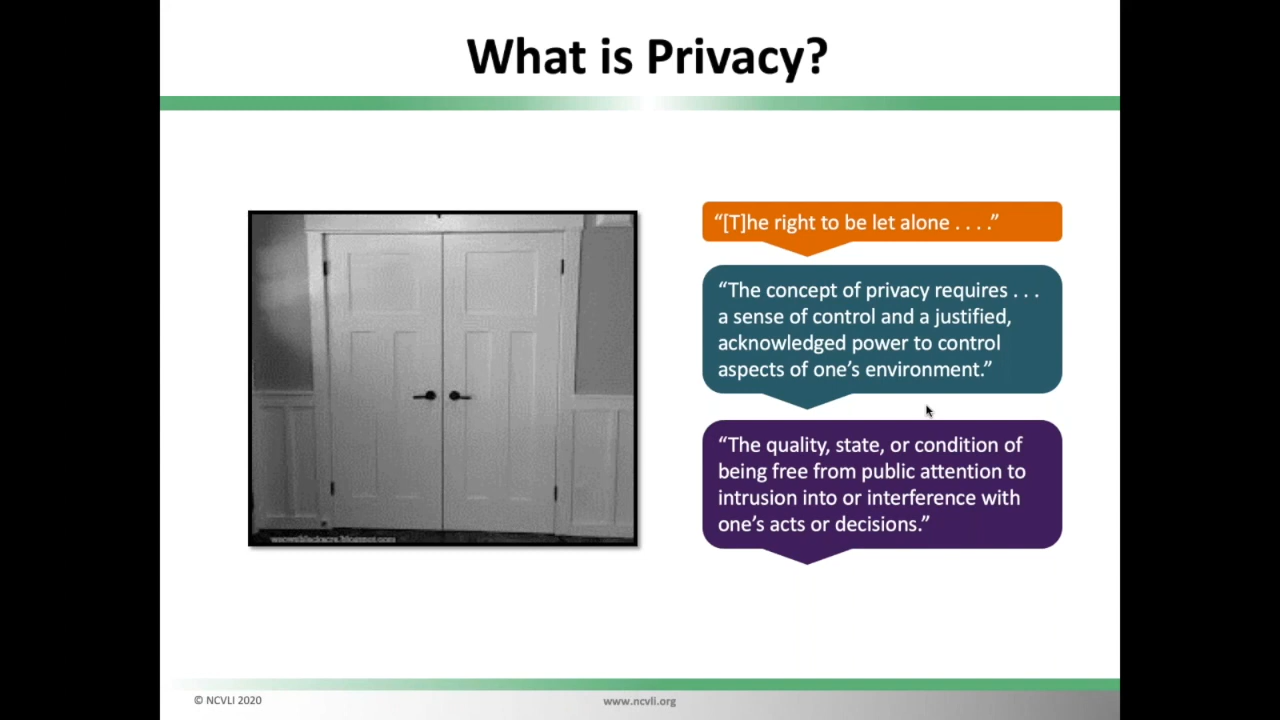 What is Privacy?
“[T]he right to be let alone . . . .”
“The concept of privacy requires . . .
a sense of control and a justified,
acknowledged power to control
aspects of one’s environment.”
“The quality, state, or condition of
being free from public attention to
intrusion into or interference with
one’s acts or decisions.”
© NCVLI 2020
www.ncvli.org